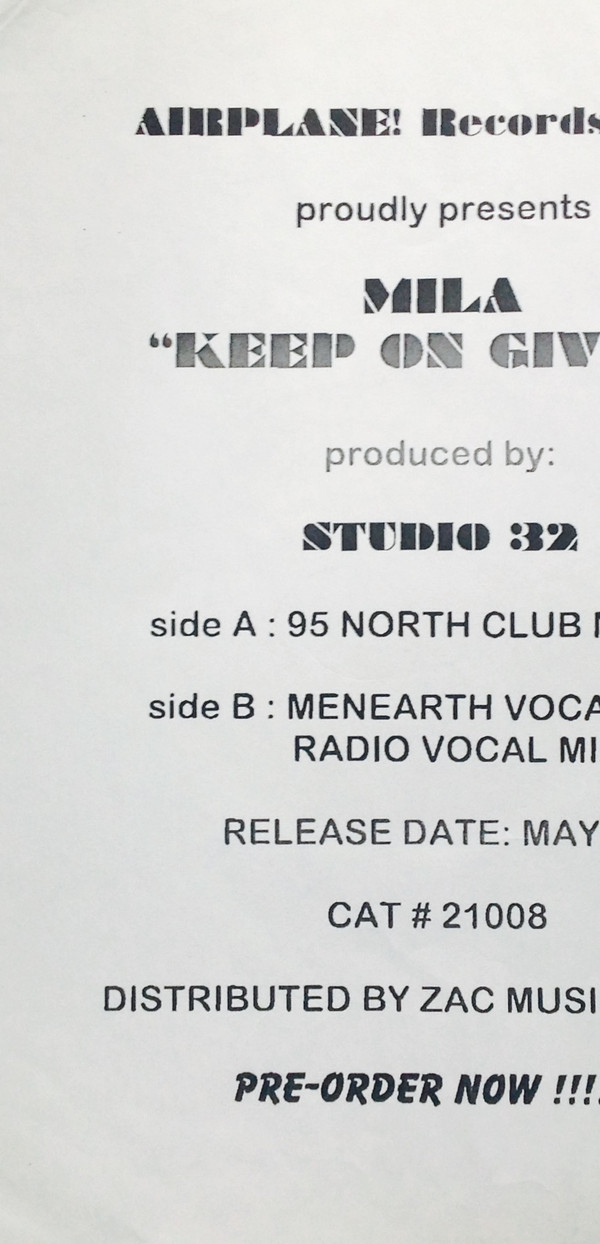 AIRPLANE! Records
proudly presents
MILA
“KEEP ON GIV
produced by:
STUDIO 32
side A : 95 NORTH CLUB
side B : MENEARTH VOCA
RADIO VOCAL MI
RELEASE DATE: MAY
CAT # 21008
DISTRIBUTED BY ZAC MUSI
PRE-ORDER NOW !!!